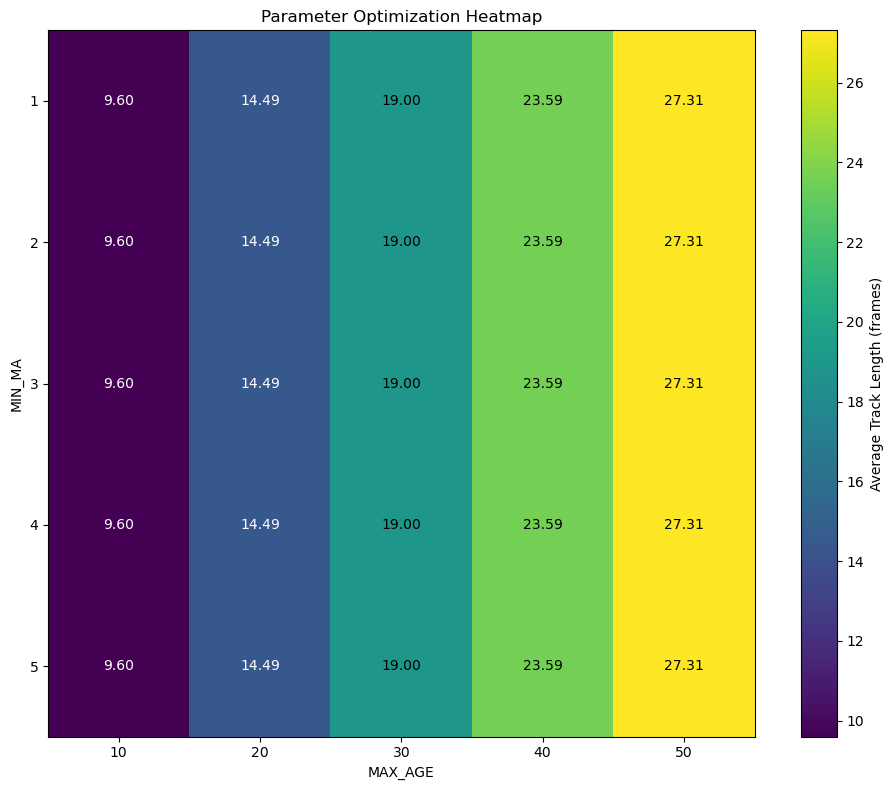 Parameter Optimization Heatmap
1 9.60 14.49 19.00 23.59 27.31
2 9.60 14.49 19.00 23.59 27.31
3 9.60 14.49 19.00 23.59 27.31
4 9.60 14.49 19.00 23.59 27.31
5 9.60 14.49 19.00 23.59 27.31
MIN_MA
10 20 30 40 50
MAX_AGE
26
24
22
20
18
16
14
12
10
Average Track Length (frames)